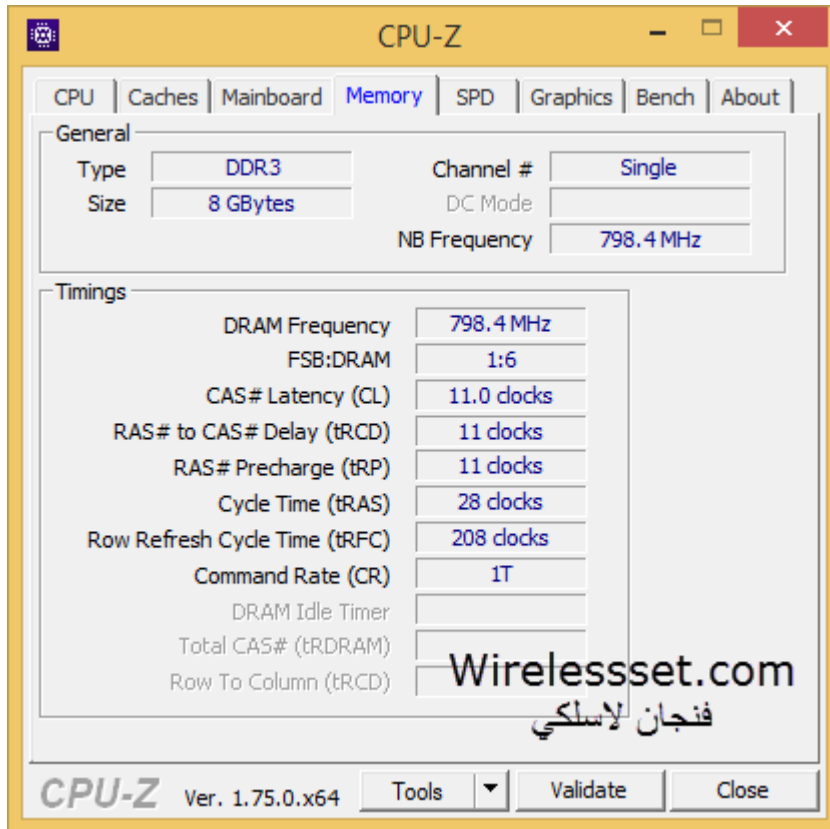 CPU-Z
CPU Caches Mainboard Memory SPD Graphics Bench About
General
Type DDR3 Channel # Single
Size 8 GBytes DC Mode
NB Frequency 798.4 MHz
Timings
DRAM Frequency 798.4 MHz
FSB:DRAM 1:6
CAS# Latency (CL) 11.0 clocks
RAS# to CAS# Delay (tRCD) 11 clocks
RAS# Precharge (tRP) 11 clocks
Cycle Time (tRAS) 28 clocks
Row Refresh Cycle Time (tRFC) 208 clocks
Command Rate (CR) 1T
DRAM Idle Timer
Total CAS# (tRDRAM)
Row To Column (tRCD)
Wirelessset.com
فنجان لاسلكي
CPU-Z Ver. 1.75.0.x64 Tools Validate Close